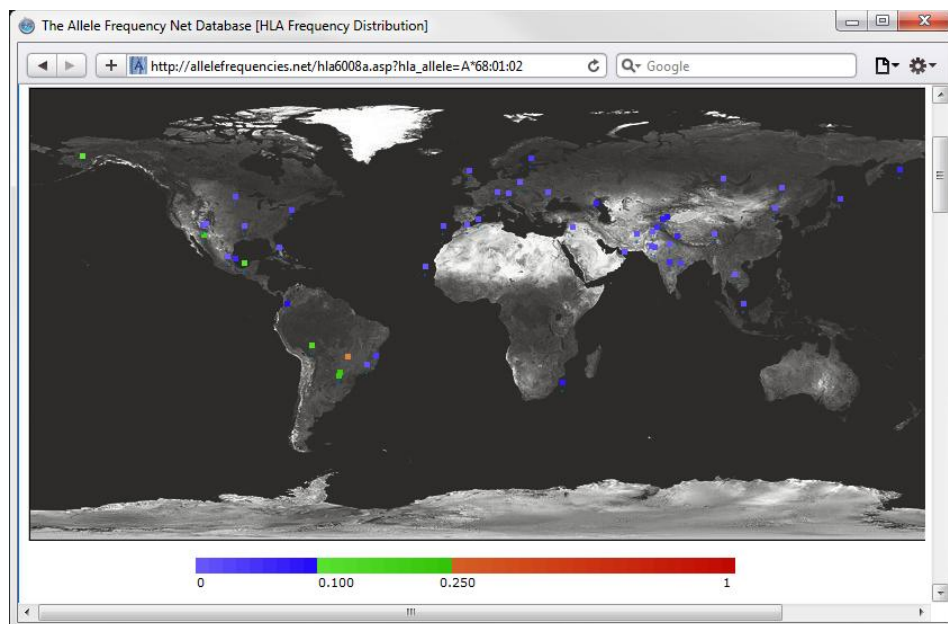 The Allele Frequency Net Database [HLA Frequency Distribution]
http://allelefrequencies.net/hla6008a.asp?hla_allele=A*68:01:02
Google
0 0.100 0.250 1